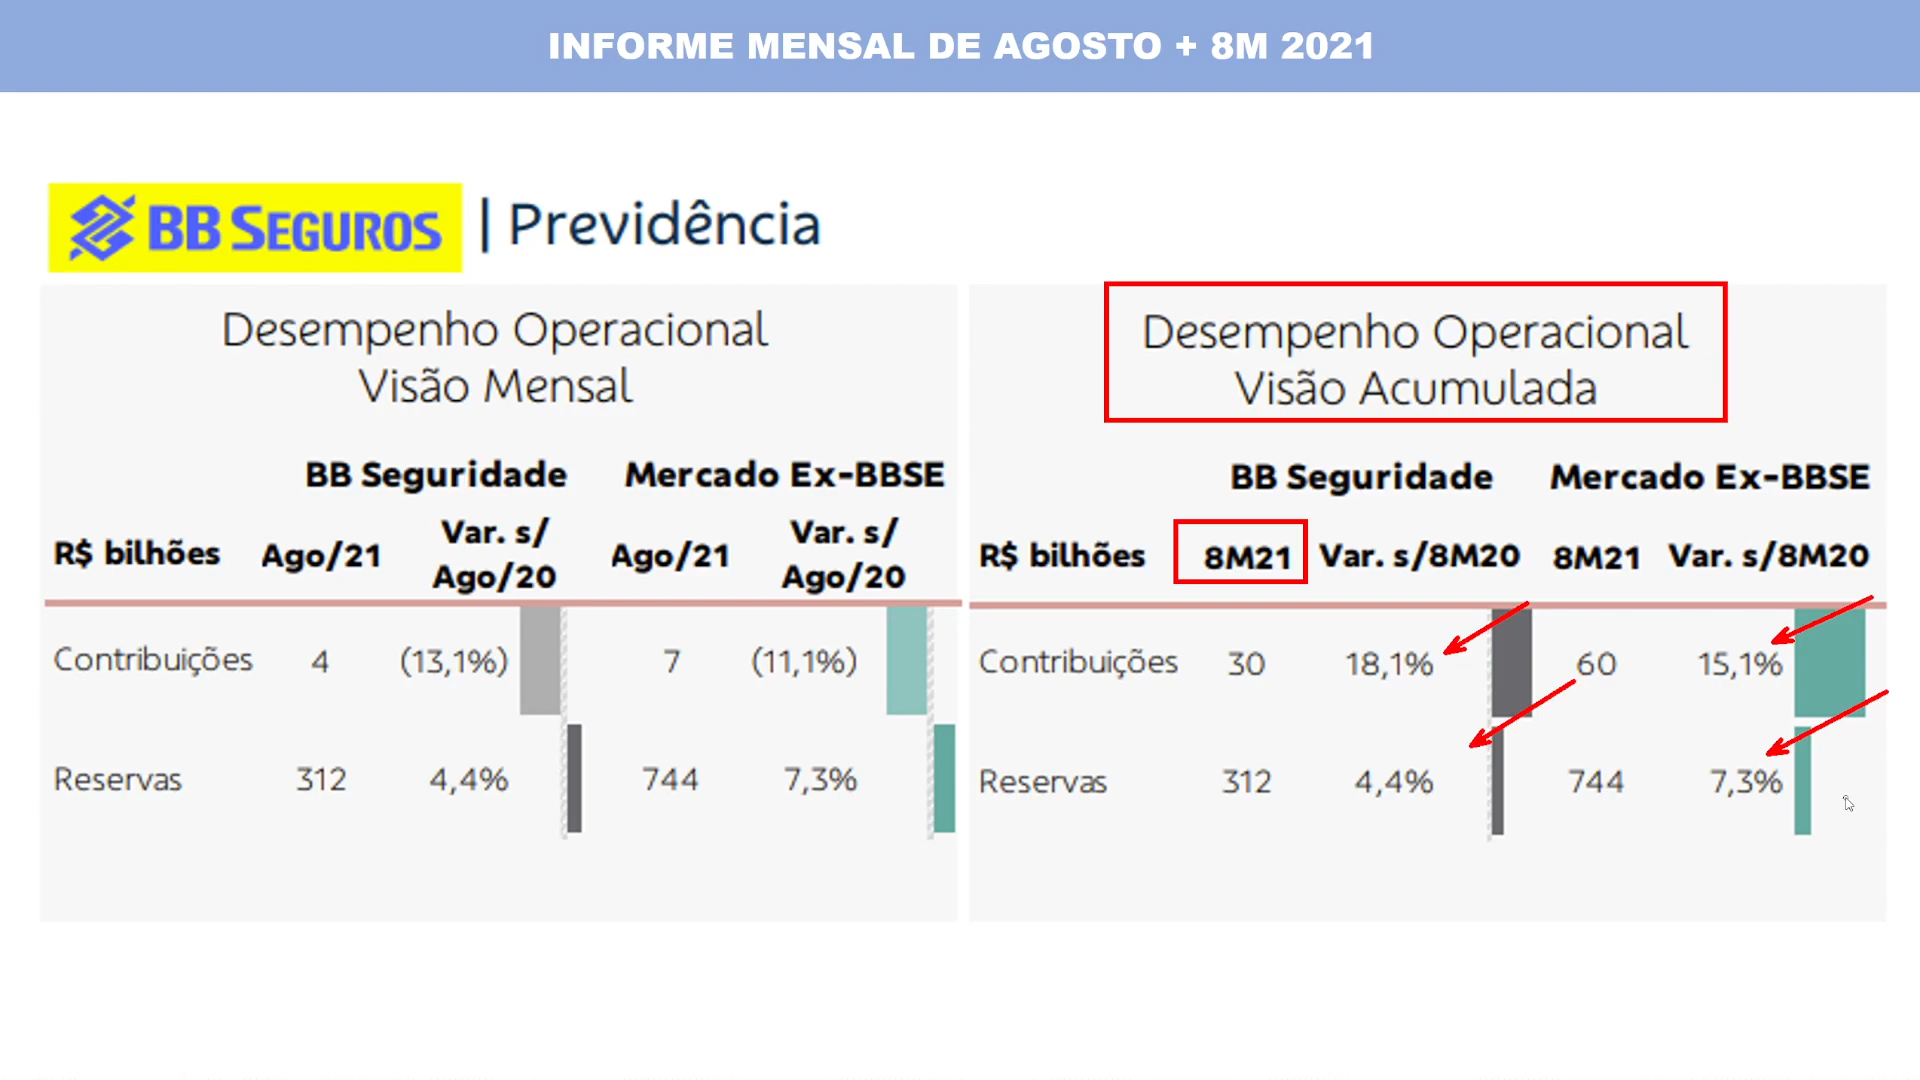 INFORME MENSAL DE AGOSTO + 8M 2021
BB SEGUROS | Previdência
Desempenho Operacional
Visão Mensal
BB Seguridade Mercado Ex-BBSE
R$ bilhões Ago/21 Var. s/ Ago/20 Ago/21 Var. s/ Ago/20
Contribuições 4 (13,1%) 7 (11,1%)
Reservas 312 4,4% 744 7,3%
Desempenho Operacional
Visão Acumulada
BB Seguridade Mercado Ex-BBSE
R$ bilhões 8M21 Var. s/8M20 8M21 Var. s/8M20
Contribuições 30 18,1% 60 15,1%
Reservas 312 4,4% 744 7,3%